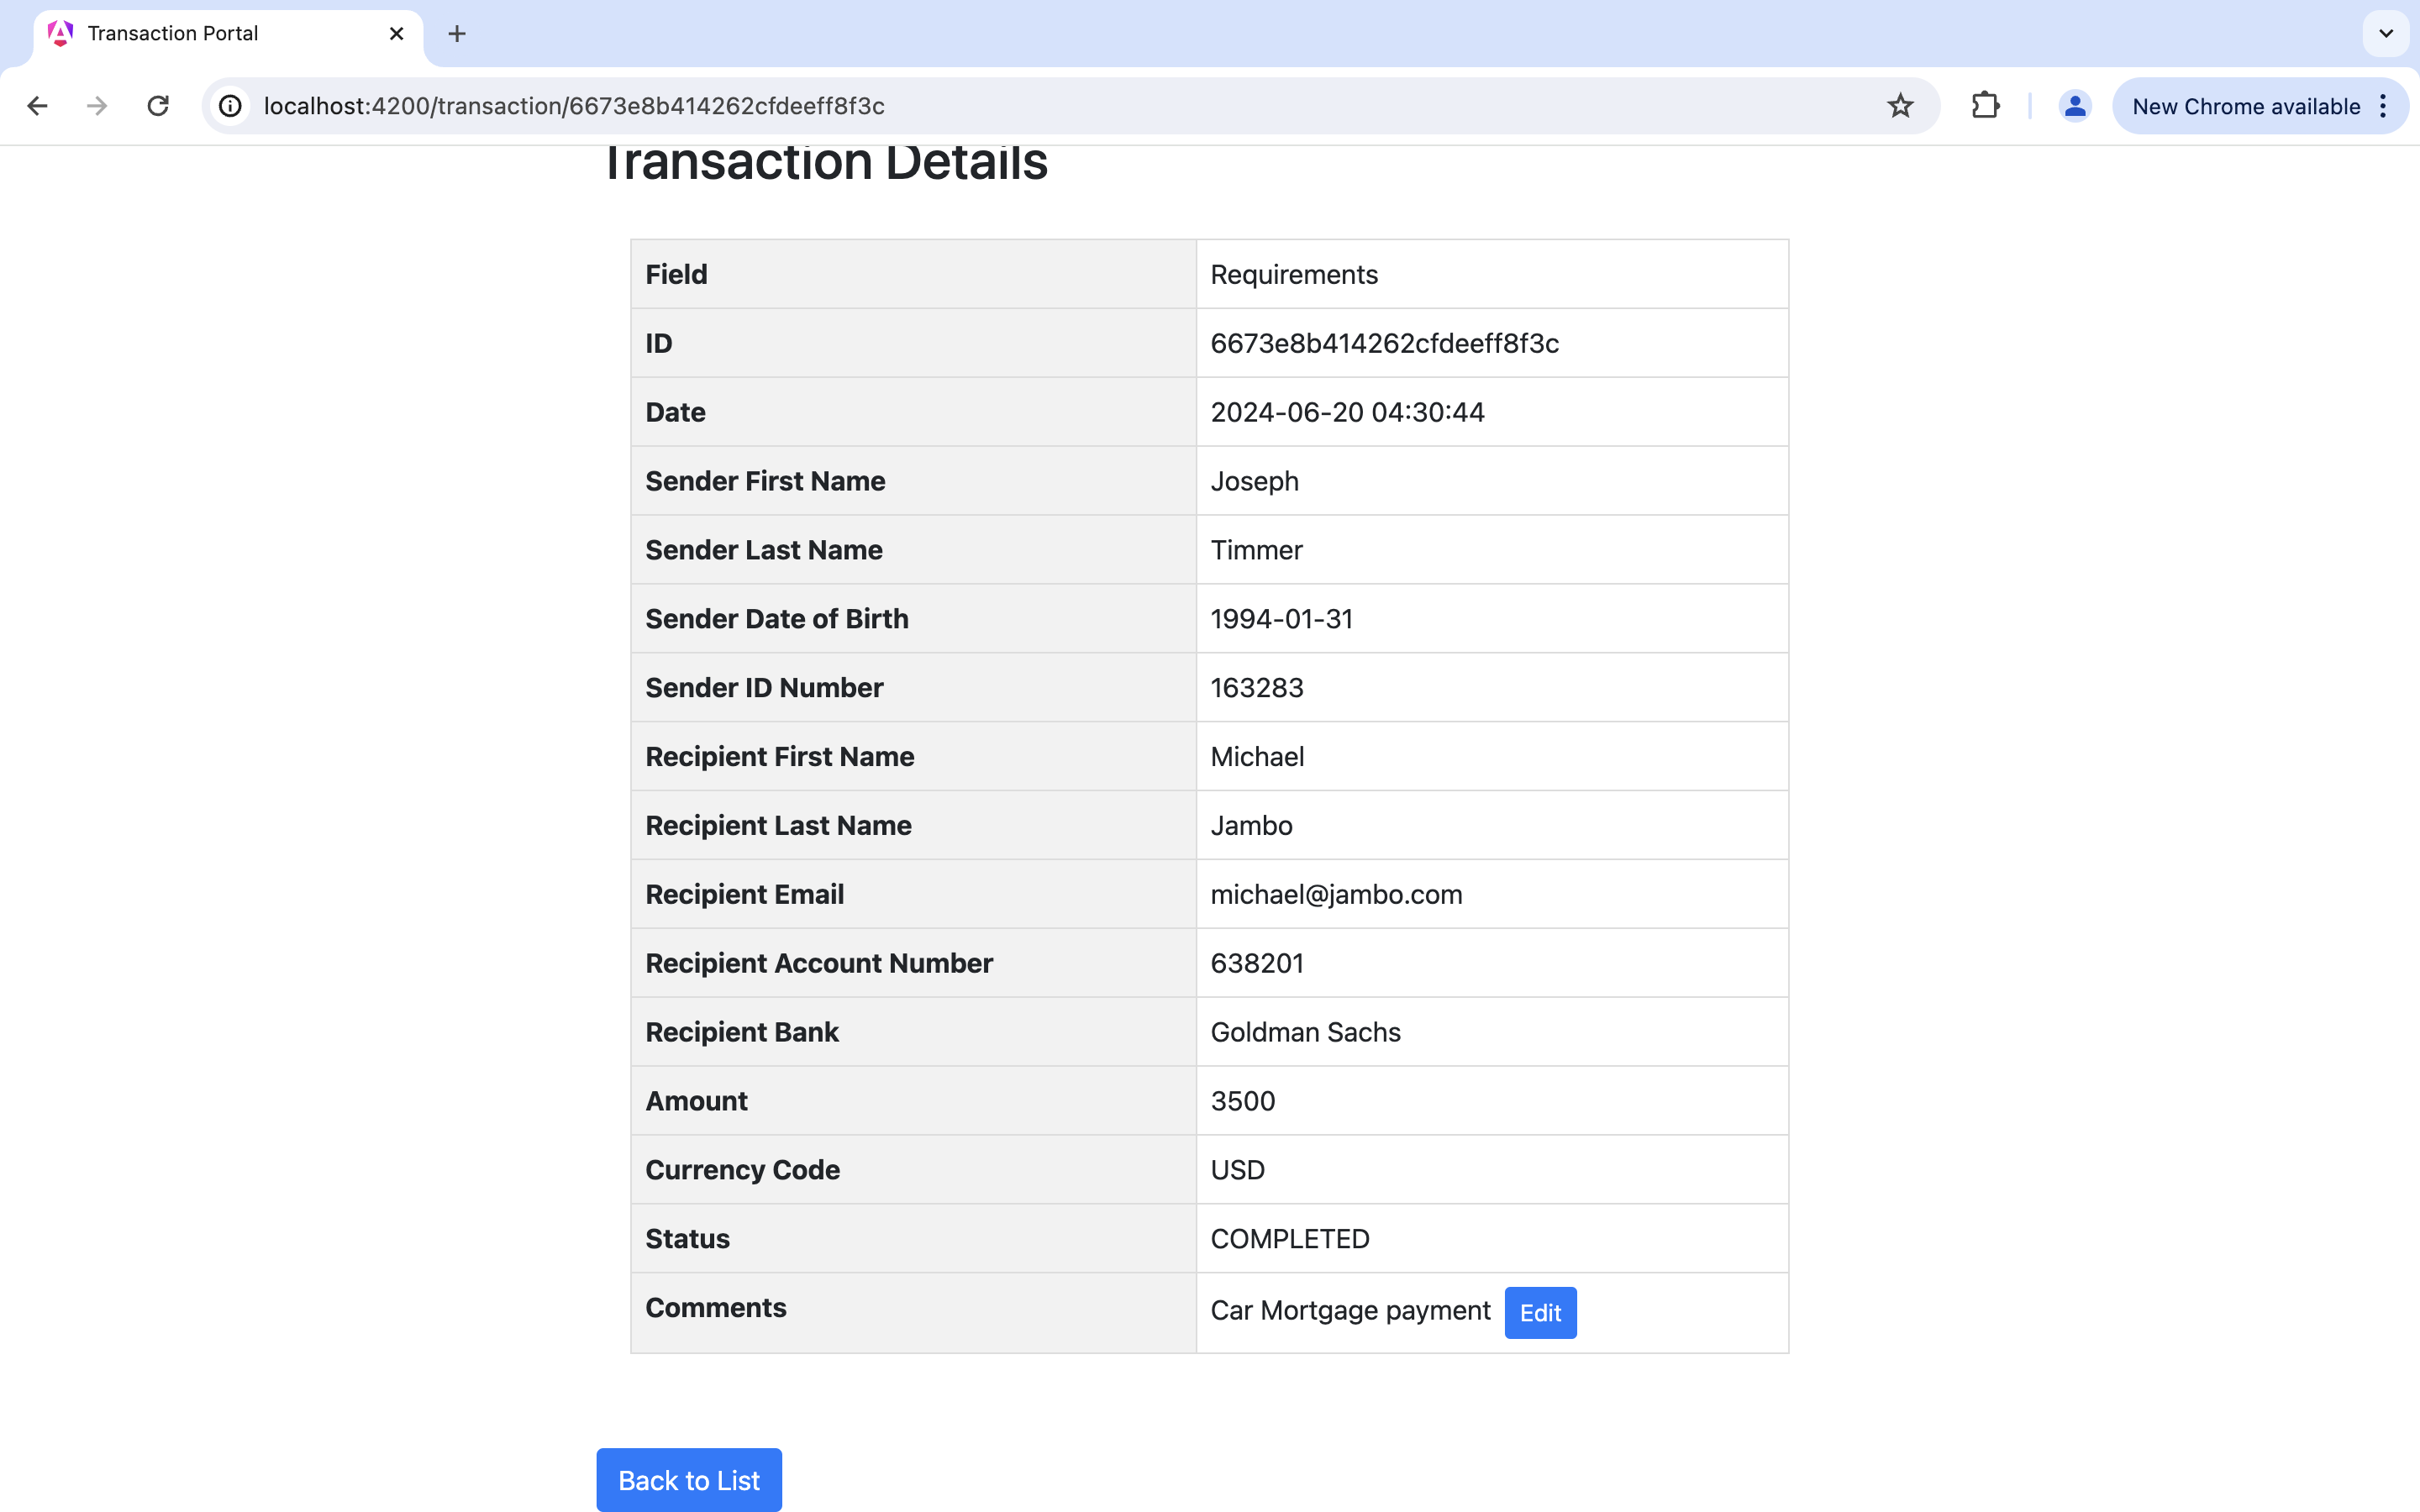 Transaction Portal
localhost:4200/transaction/6673e8b414262cfdeeff8f3c
New Chrome available
Transaction Details
Field Requirements
ID 6673e8b414262cfdeeff8f3c
Date 2024-06-20 04:30:44
Sender First Name Joseph
Sender Last Name Timmer
Sender Date of Birth 1994-01-31
Sender ID Number 163283
Recipient First Name Michael
Recipient Last Name Jambo
Recipient Email michael@jambo.com
Recipient Account Number 638201
Recipient Bank Goldman Sachs
Amount 3500
Currency Code USD
Status COMPLETED
Comments Car Mortgage payment Edit
Back to List